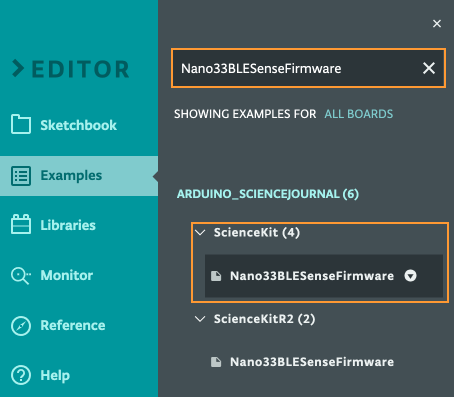 EDITOR
Nano33BLESenseFirmware
SHOWING EXAMPLES FOR ALL BOARDS
Sketchbook
Examples
Libraries
Monitor
Reference
Help
ARDUINO_SCIENCEJOURNAL (6)
ScienceKit (4)
Nano33BLESenseFirmware
ScienceKitR2 (2)
Nano33BLESenseFirmware